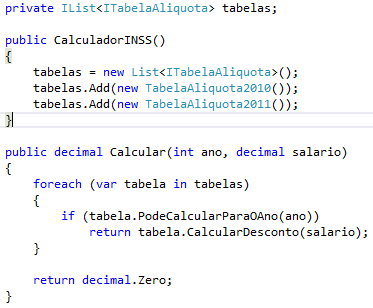 private IList<ITabelaAliquota> tabelas;

public CalculadorINSS()
{
    tabelas = new List<ITabelaAliquota>();
    tabelas.Add(new TabelaAliquota2010());
    tabelas.Add(new TabelaAliquota2011());
}

public decimal Calcular(int ano, decimal salario)
{
    foreach (var tabela in tabelas)
    {
        if (tabela.PodeCalcularParaOAno(ano))
            return tabela.CalcularDesconto(salario);
    }

    return decimal.Zero;
}